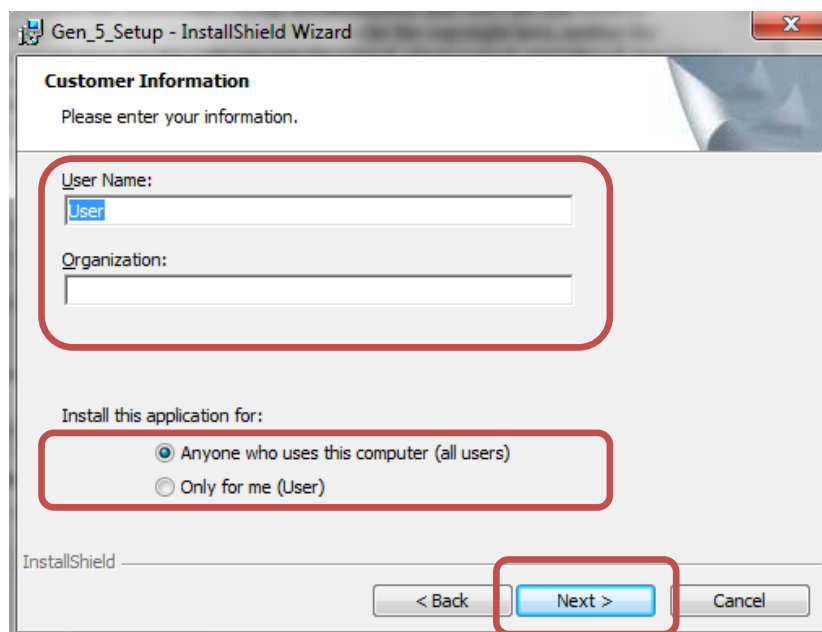 Gen_5_Setup - InstallShield Wizard
Customer Information
Please enter your information.
User Name:
User
Organization:
Install this application for:
Anyone who uses this computer (all users)
Only for me (User)
InstallShield
< Back Next > Cancel